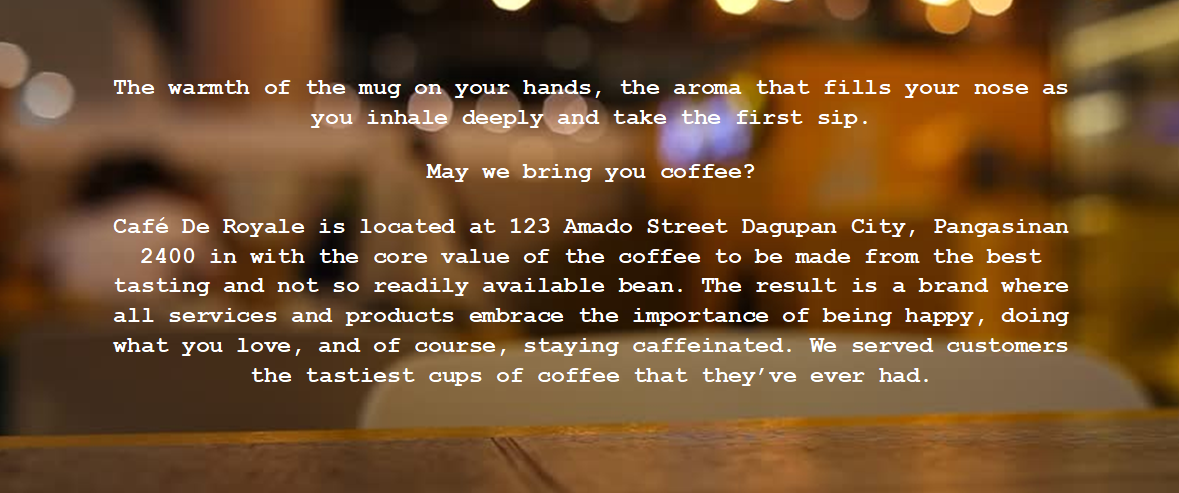 The warmth of the mug on your hands, the aroma that fills your nose as
you inhale deeply and take the first sip.
May we bring you coffee?
Café De Royale is located at 123 Amado Street Dagupan City, Pangasinan
2400 in with the core value of the coffee to be made from the best
tasting and not so readily available bean. The result is a brand where
all services and products embrace the importance of being happy, doing
what you love, and of course, staying caffeinated. We served customers
the tastiest cups of coffee that they’ve ever had.